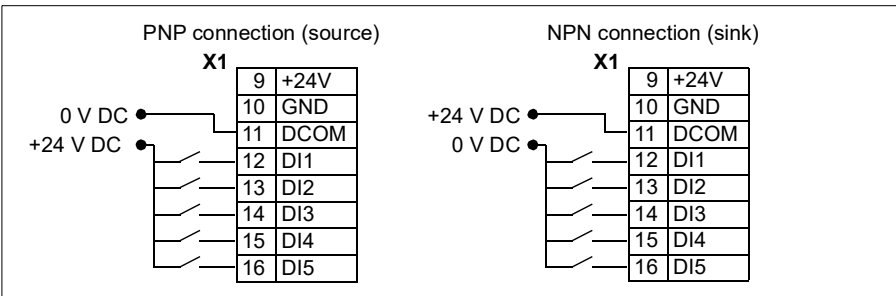 PNP connection (source)
X1
9 +24V
10 GND
0 V DC
11 DCOM
+24 V DC
12 DI1
13 DI2
14 DI3
15 DI4
16 DI5
NPN connection (sink)
X1
9 +24V
10 GND
+24 V DC
11 DCOM
0 V DC
12 DI1
13 DI2
14 DI3
15 DI4
16 DI5